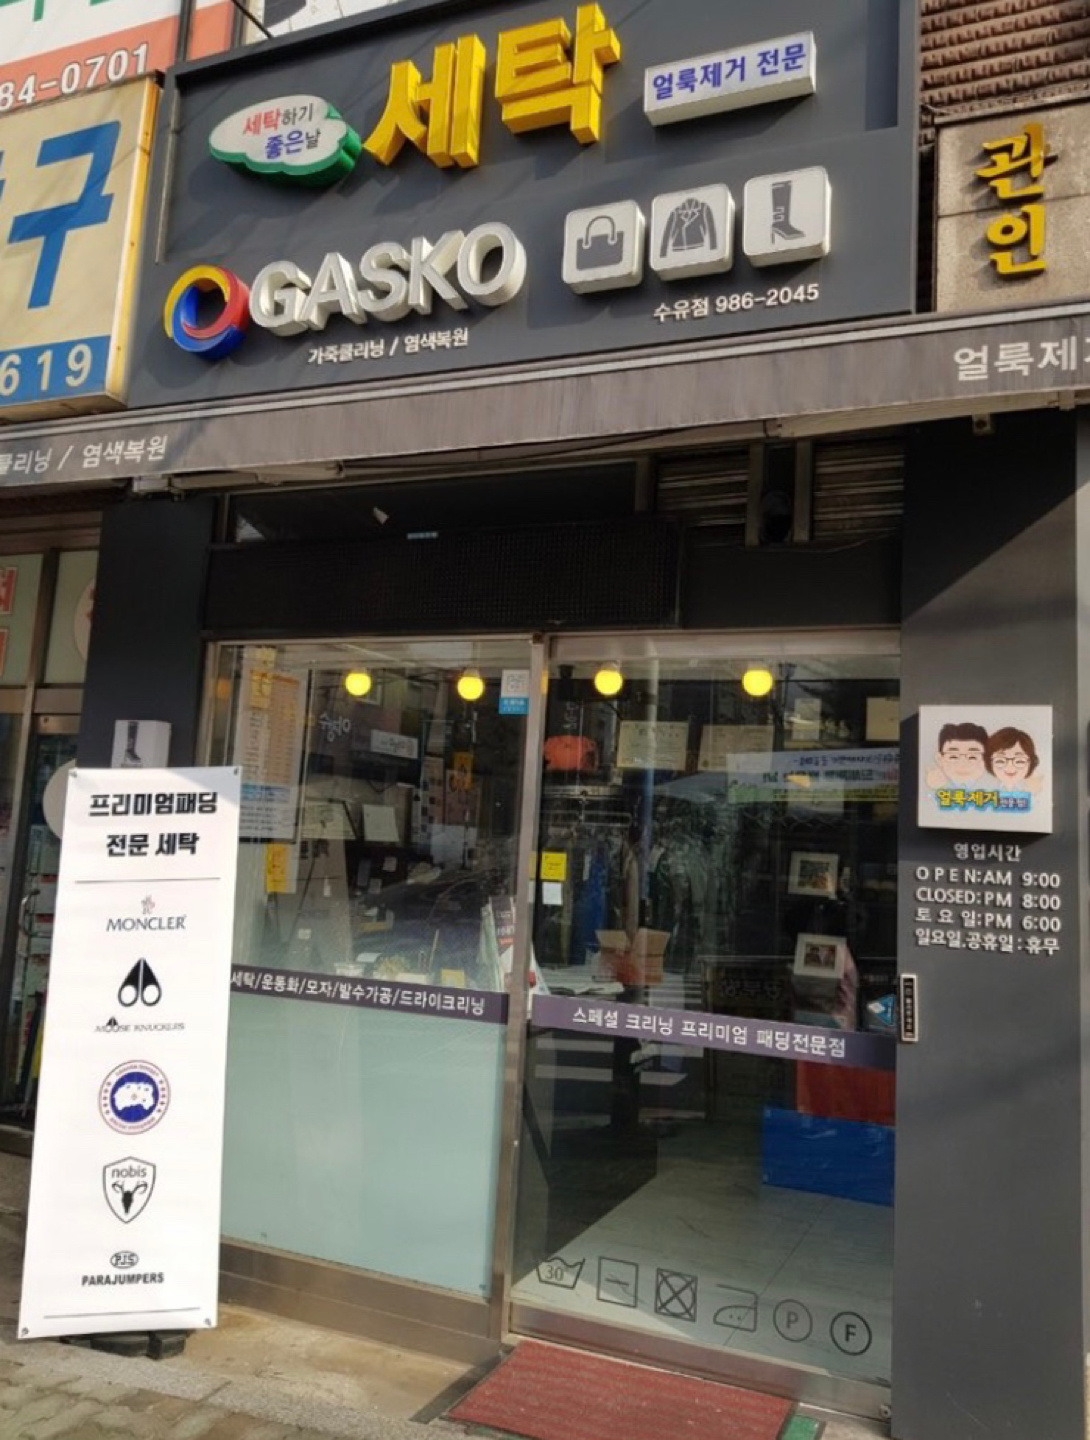 84-0701
구
619
세탁하기
좋은날
세탁
얼룩제거 전문
GASKO
가죽클리닝 / 염색복원
수유점 986-2045
관인
클리닝 / 염색복원
얼룩제거
프리미엄패딩
전문 세탁
MONCLER
MOOSE KNUCKLES
nobis
PJS
PARAJUMPERS
세탁/운동화/모자/발수가공/드라이크리닝
스페셜 크리닝 프리미엄 패딩전문점
얼룩제거
영업시간
OPEN:AM 9:00
CLOSED:PM 8:00
토요일:PM 6:00
일요일,공휴일:휴무
30
P
F